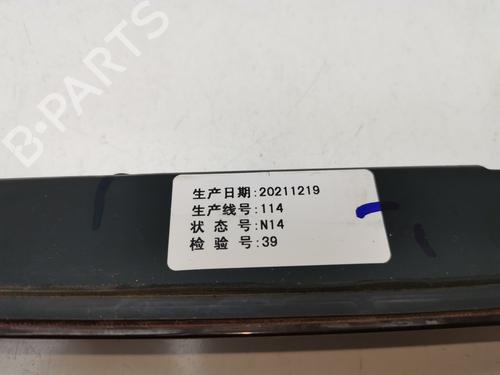 B-PARTS
生产日期:20211219
生产线号:114
状 态 号:N14
检 验 号:39